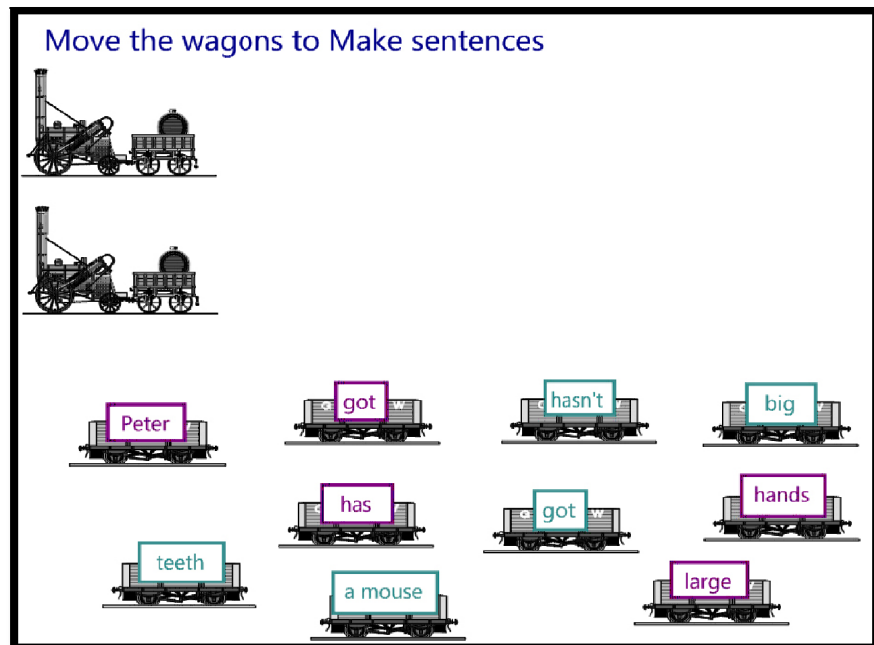 Move the wagons to Make sentences
Peter
got
hasn't
big
has
got
hands
teeth
a mouse
large